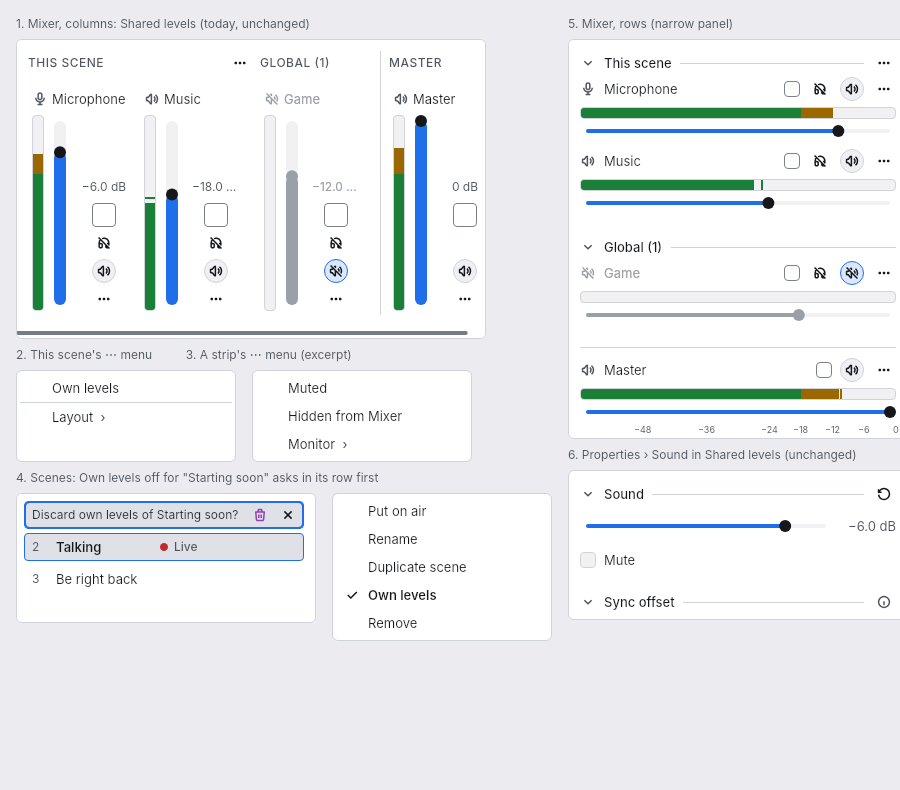 1. Mixer, columns: Shared levels (today, unchanged)
THIS SCENE
GLOBAL (1)
MASTER
Microphone
Music
Game
Master
−6.0 dB
−18.0 ...
−12.0 ...
0 dB
2. This scene's ··· menu
3. A strip's ··· menu (excerpt)
Own levels
Layout ›
Muted
Hidden from Mixer
Monitor ›
4. Scenes: Own levels off for "Starting soon" asks in its row first
Discard own levels of Starting soon?
2 Talking Live
3 Be right back
Put on air
Rename
Duplicate scene
Own levels
Remove
5. Mixer, rows (narrow panel)
This scene
Microphone
Music
Global (1)
Game
Master
−48 −36 −24 −18 −12 −6 0
6. Properties › Sound in Shared levels (unchanged)
Sound
−6.0 dB
Mute
Sync offset